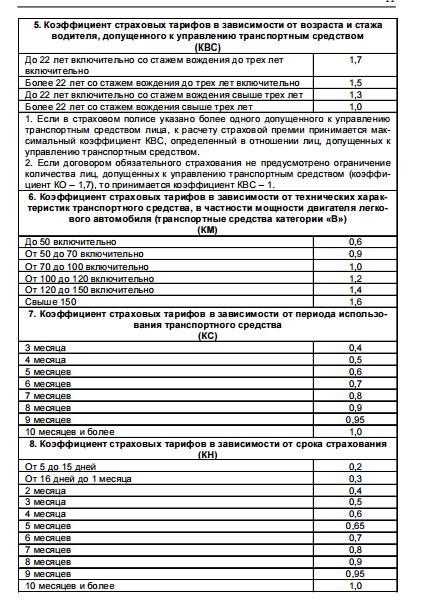 5. Коэффициент страховых тарифов в зависимости от возраста и стажа
водителя, допущенного к управлению транспортным средством
(КВС)
До 22 лет включительно со стажем вождения до трех лет
включительно
1,7
Более 22 лет со стажем вождения до трех лет включительно 1,5
До 22 лет включительно со стажем вождения свыше трех лет 1,3
Более 22 лет со стажем вождения свыше трех лет 1,0
1. Если в страховом полисе указано более одного допущенного к управлению
транспортным средством лица, к расчету страховой премии принимается мак-
симальный коэффициент КВС, определенный в отношении лиц, допущенных к
управлению транспортным средством.
2. Если договором обязательного страхования не предусмотрено ограничение
количества лиц, допущенных к управлению транспортным средством (коэффи-
циент КО – 1,7), то принимается коэффициент КВС – 1.
6. Коэффициент страховых тарифов в зависимости от технических харак-
теристик транспортного средства, в частности мощности двигателя легко-
вого автомобиля (транспортные средства категории «В»)
(КМ)
До 50 включительно 0,6
От 50 до 70 включительно 0,9
От 70 до 100 включительно 1,0
От 100 до 120 включительно 1,2
От 120 до 150 включительно 1,4
Свыше 150 1,6
7. Коэффициент страховых тарифов в зависимости от периода использо-
вания транспортного средства
(КС)
3 месяца 0,4
4 месяца 0,5
5 месяцев 0,6
6 месяцев 0,7
7 месяцев 0,8
8 месяцев 0,9
9 месяцев 0,95
10 месяцев и более 1,0
8. Коэффициент страховых тарифов в зависимости от срока страхования
(КН)
От 5 до 15 дней 0,2
От 16 дней до 1 месяца 0,3
2 месяца 0,4
3 месяца 0,5
4 месяца 0,6
5 месяцев 0,65
6 месяцев 0,7
7 месяцев 0,8
8 месяцев 0,9
9 месяцев 0,95
10 месяцев и более 1,0